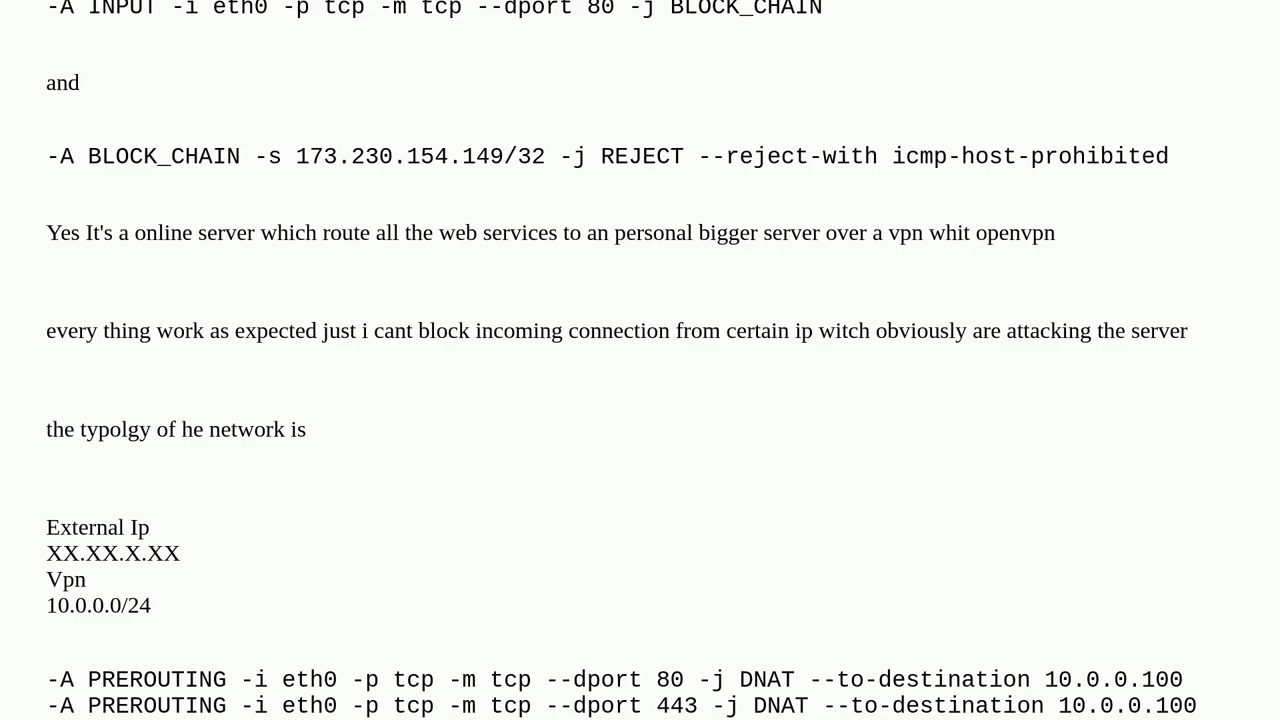 -A INPUT -i eth0 -p tcp -m tcp --dport 80 -j BLOCK_CHAIN
and
-A BLOCK_CHAIN -s 173.230.154.149/32 -j REJECT --reject-with icmp-host-prohibited
Yes It's a online server which route all the web services to an personal bigger server over a vpn whit openvpn
every thing work as expected just i cant block incoming connection from certain ip witch obviously are attacking the server
the typolgy of he network is
External Ip
XX.XX.X.XX
Vpn
10.0.0.0/24
-A PREROUTING -i eth0 -p tcp -m tcp --dport 80 -j DNAT --to-destination 10.0.0.100
-A PREROUTING -i eth0 -p tcp -m tcp --dport 443 -j DNAT --to-destination 10.0.0.100